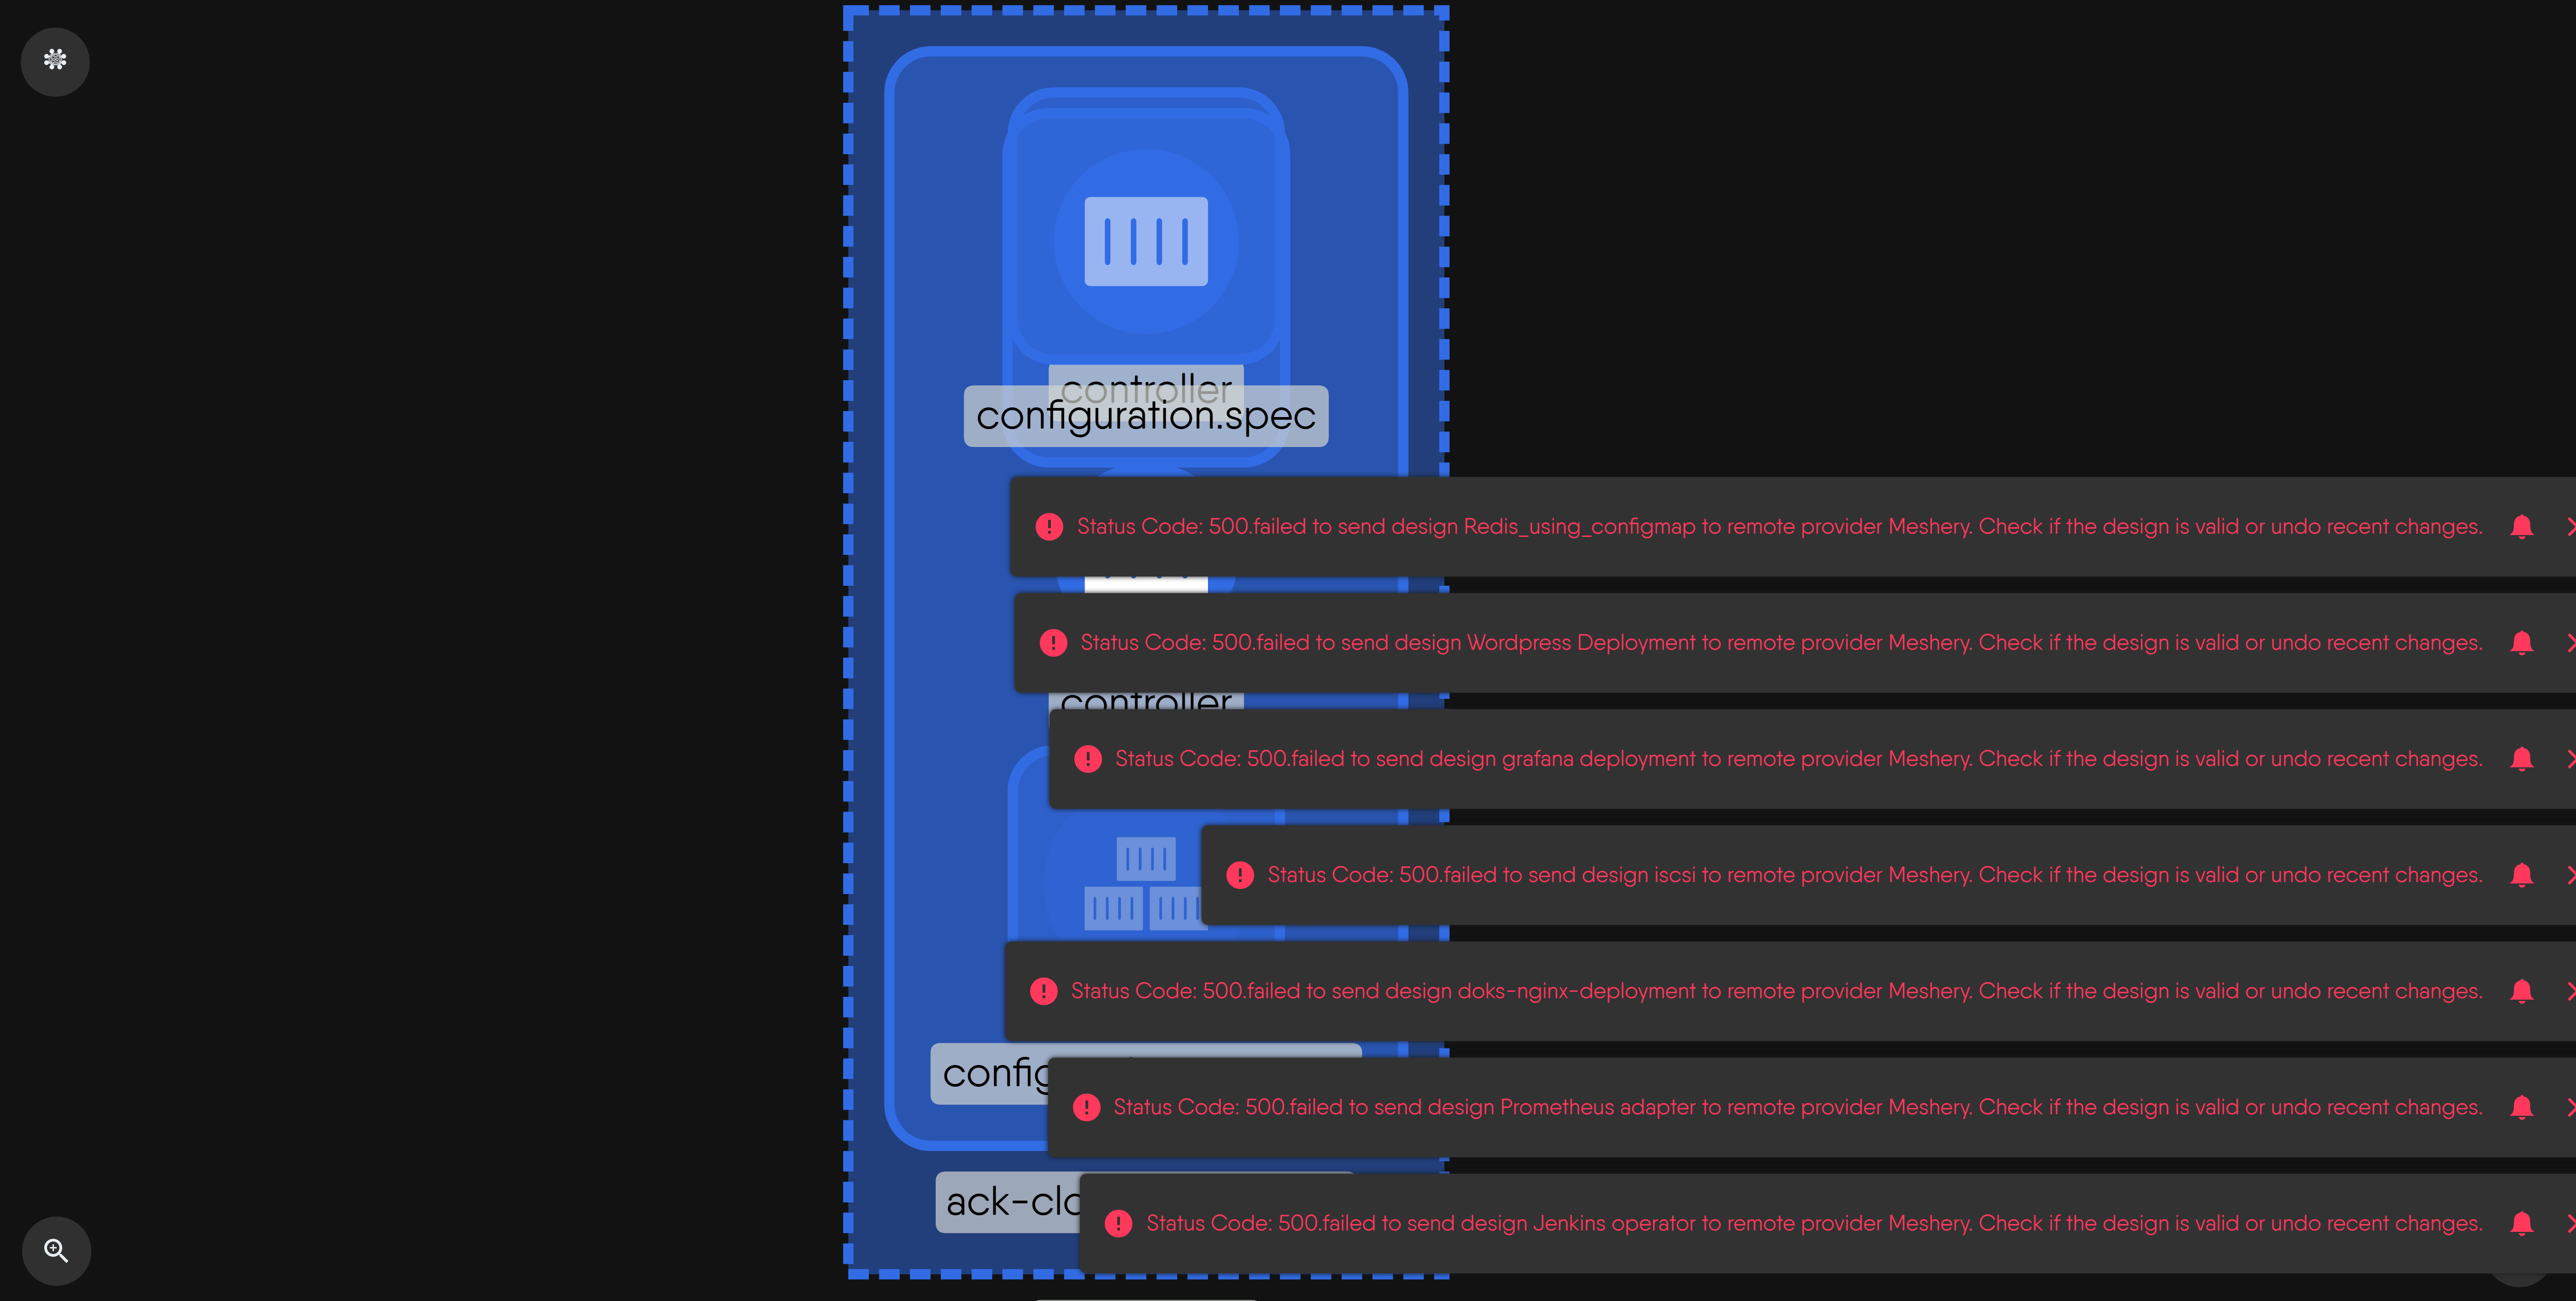 controller
configuration.spec
Status Code: 500.failed to send design Redis_using_configmap to remote provider Meshery. Check if the design is valid or undo recent changes.
Status Code: 500.failed to send design Wordpress Deployment to remote provider Meshery. Check if the design is valid or undo recent changes.
controller
Status Code: 500.failed to send design grafana deployment to remote provider Meshery. Check if the design is valid or undo recent changes.
Status Code: 500.failed to send design iscsi to remote provider Meshery. Check if the design is valid or undo recent changes.
Status Code: 500.failed to send design doks-nginx-deployment to remote provider Meshery. Check if the design is valid or undo recent changes.
Status Code: 500.failed to send design Prometheus adapter to remote provider Meshery. Check if the design is valid or undo recent changes.
Status Code: 500.failed to send design Jenkins operator to remote provider Meshery. Check if the design is valid or undo recent changes.